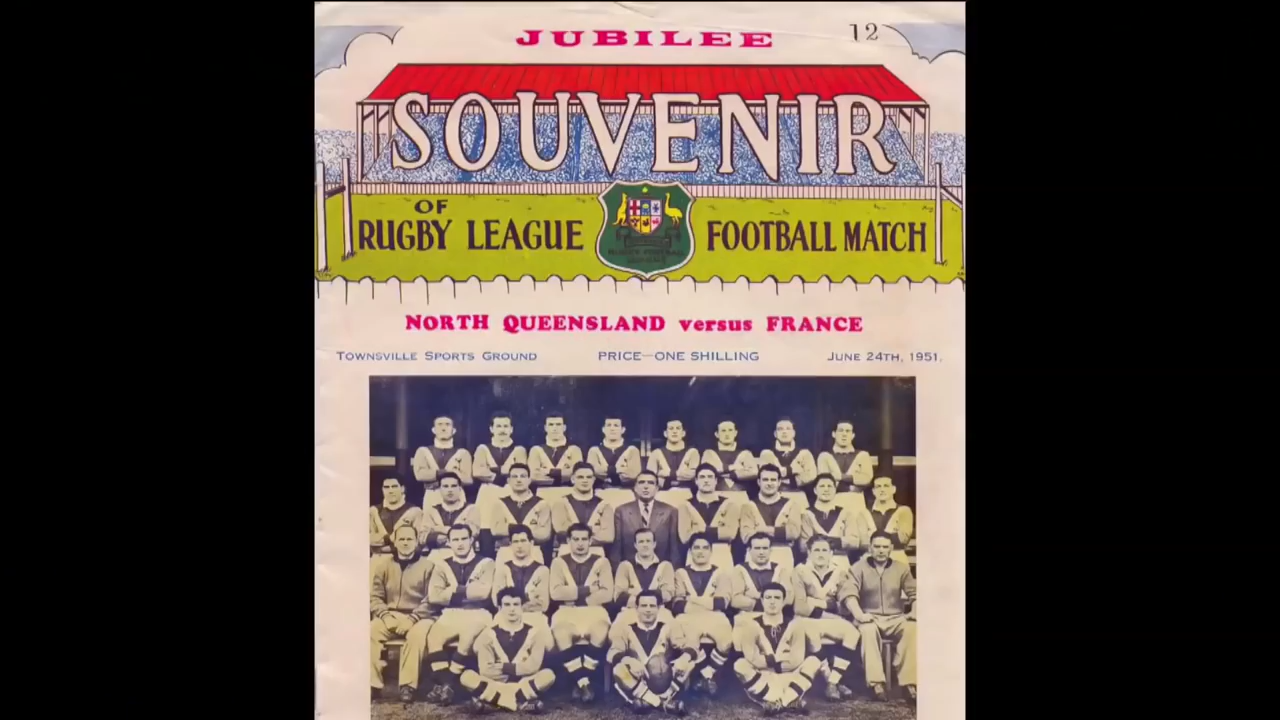 JUBILEE
12
SOUVENIR
OF
RUGBY LEAGUE FOOTBALL MATCH
NORTH QUEENSLAND versus FRANCE
TOWNSVILLE SPORTS GROUND PRICE—ONE SHILLING JUNE 24TH, 1951.